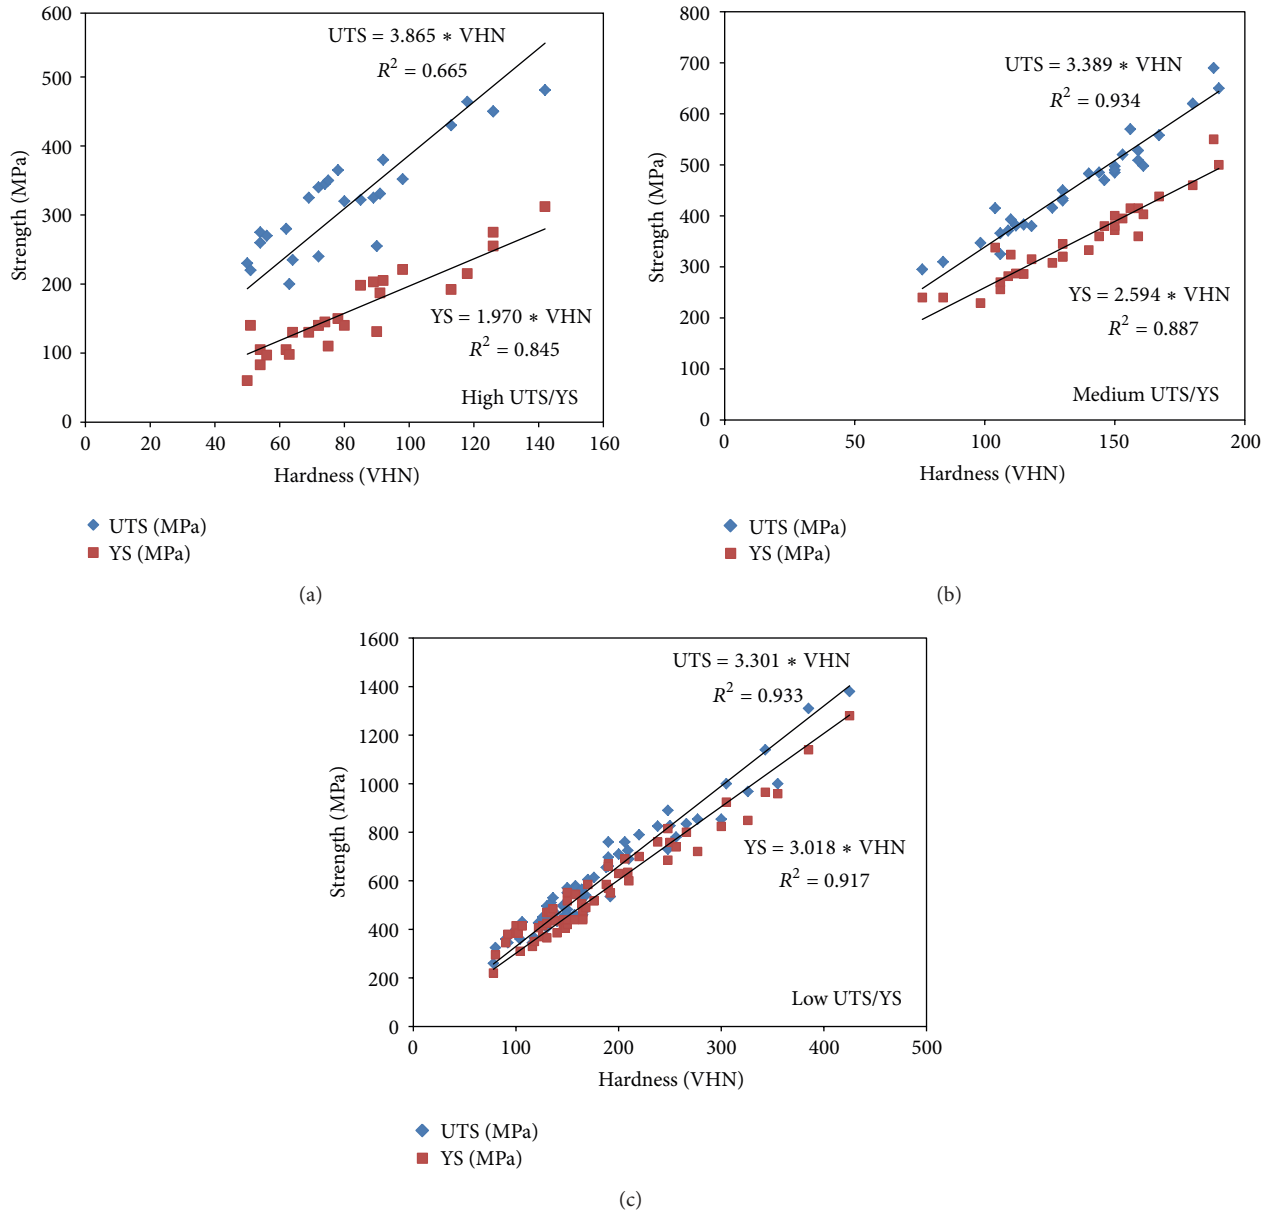 600
500
400
300
200
100
0
Strength (MPa)
UTS = 3.865 ∗ VHN
R² = 0.665
YS = 1.970 ∗ VHN
R² = 0.845
High UTS/YS
0 20 40 60 80 100 120 140 160
Hardness (VHN)
UTS (MPa)
YS (MPa)
(a)
800
700
600
500
400
300
200
100
0
Strength (MPa)
UTS = 3.389 ∗ VHN
R² = 0.934
YS = 2.594 ∗ VHN
R² = 0.887
Medium UTS/YS
0 50 100 150 200
Hardness (VHN)
UTS (MPa)
YS (MPa)
(b)
1600
1400
1200
1000
800
600
400
200
0
Strength (MPa)
UTS = 3.301 ∗ VHN
R² = 0.933
YS = 3.018 ∗ VHN
R² = 0.917
Low UTS/YS
0 100 200 300 400 500
Hardness (VHN)
UTS (MPa)
YS (MPa)
(c)